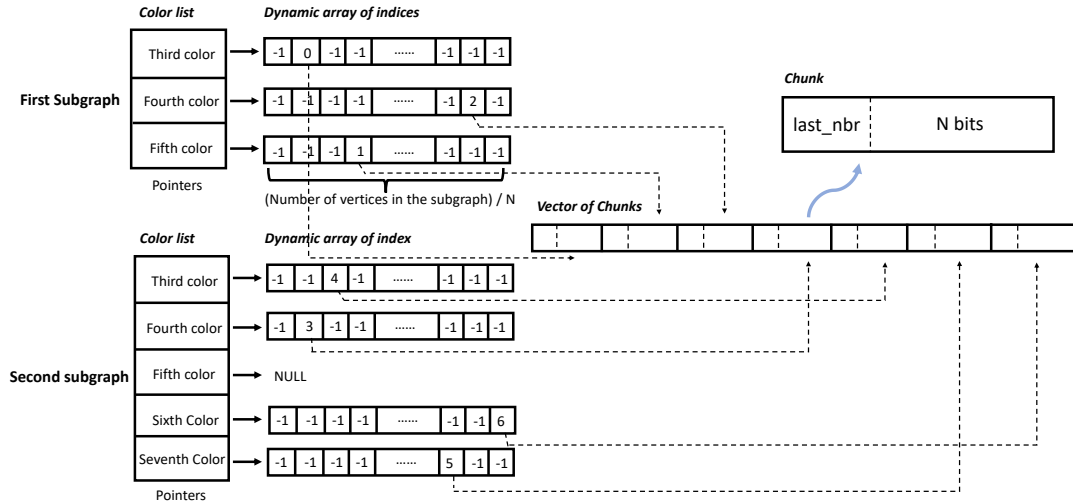 Color list
Dynamic array of indices
Third color
-1 0 -1 -1 ...... -1 -1 -1
First Subgraph
Fourth color
-1 -1 -1 -1 ...... -1 2 -1
Fifth color
-1 -1 -1 1 ...... -1 -1 -1
Pointers
(Number of vertices in the subgraph) / N
Chunk
last_nbr
N bits
Vector of Chunks
Color list
Dynamic array of index
Third color
-1 -1 4 -1 ...... -1 -1 -1
Fourth color
-1 3 -1 -1 ...... -1 -1 -1
Second subgraph
Fifth color
NULL
Sixth Color
-1 -1 -1 -1 ...... -1 -1 6
Seventh Color
-1 -1 -1 -1 ...... 5 -1 -1
Pointers